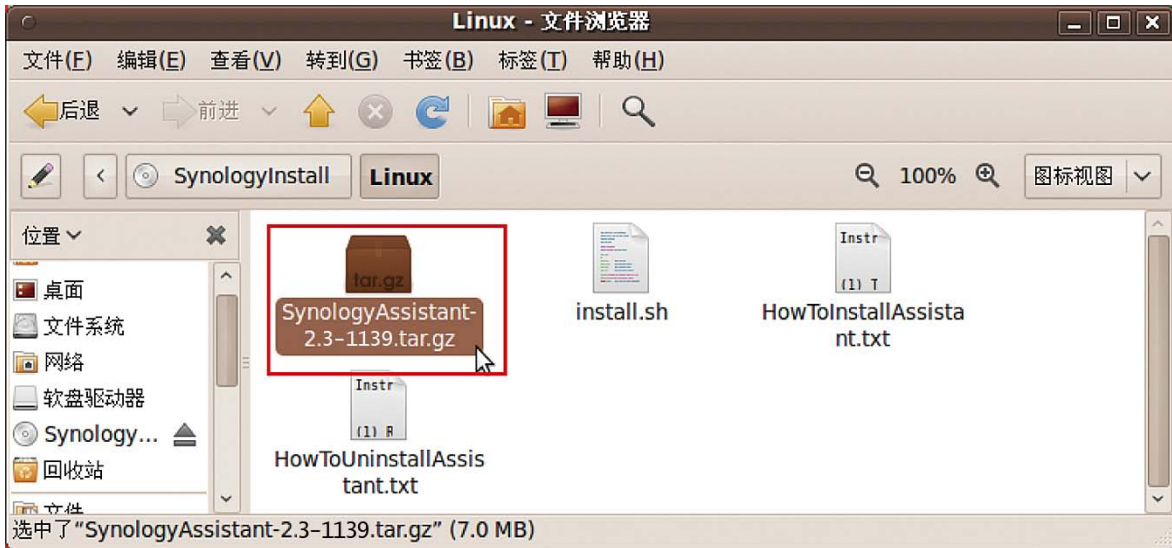 Linux - 文件浏览器
文件(F) 编辑(E) 查看(V) 转到(G) 书签(B) 标签(T) 帮助(H)
后退 前进
SynologyInstall Linux 100% 图标视图
位置
桌面
文件系统
网络
软盘驱动器
Synology...
回收站
文件
tar.gz
SynologyAssistant-
2.3-1139.tar.gz
install.sh
Instr
(1) T
HowToInstallAssista
nt.txt
Instr
(1) R
HowToUninstallAssis
tant.txt
选中了“SynologyAssistant-2.3-1139.tar.gz” (7.0 MB)